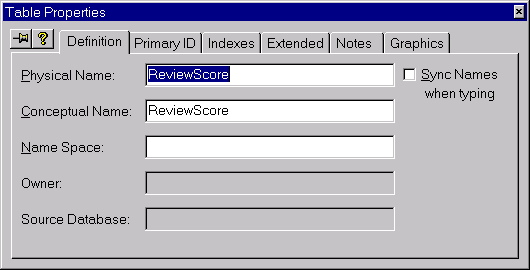 Table Properties
? Definition Primary ID Indexes Extended Notes Graphics
Physical Name: ReviewScore Sync Names
when typing
Conceptual Name: ReviewScore
Name Space:
Owner:
Source Database: